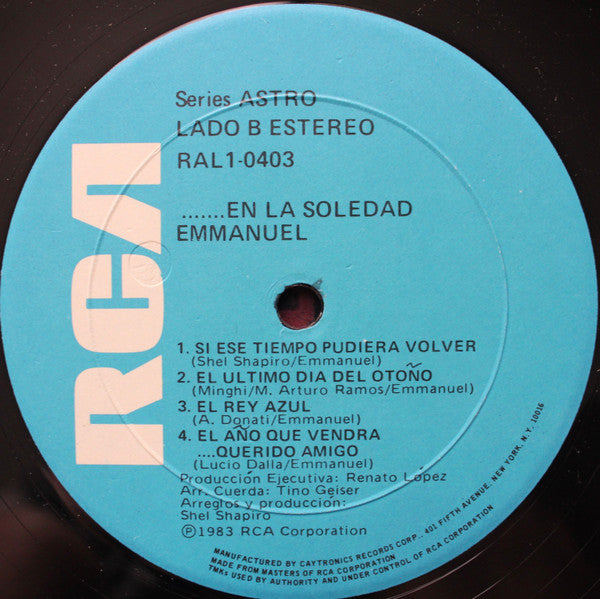 RCA
Series ASTRO
LADO B ESTEREO
RAL1-0403
.......EN LA SOLEDAD
EMMANUEL
1. SI ESE TIEMPO PUDIERA VOLVER
(Shel Shapiro/Emmanuel)
2. EL ULTIMO DIA DEL OTOÑO
(Minghi/M. Arturo Ramos/Emmanuel)
3. EL REY AZUL
(A. Donati/Emmanuel)
4. EL AÑO QUE VENDRA
....QUERIDO AMIGO
(Lucio Dalla/Emmanuel)
Producción Ejecutiva: Renato López
Arr. Cuerda: Tino Geiser
Arreglos y producción:
Shel Shapiro
Ⓟ1983 RCA Corporation
MANUFACTURED BY CAYTRONICS RECORDS CORP.. 401 FIFTH AVENUE, NEW YORK, N.Y. 10016
MADE FROM MASTERS OF RCA CORPORATION
TMKs USED BY AUTHORITY AND UNDER CONTROL OF RCA CORPORATION